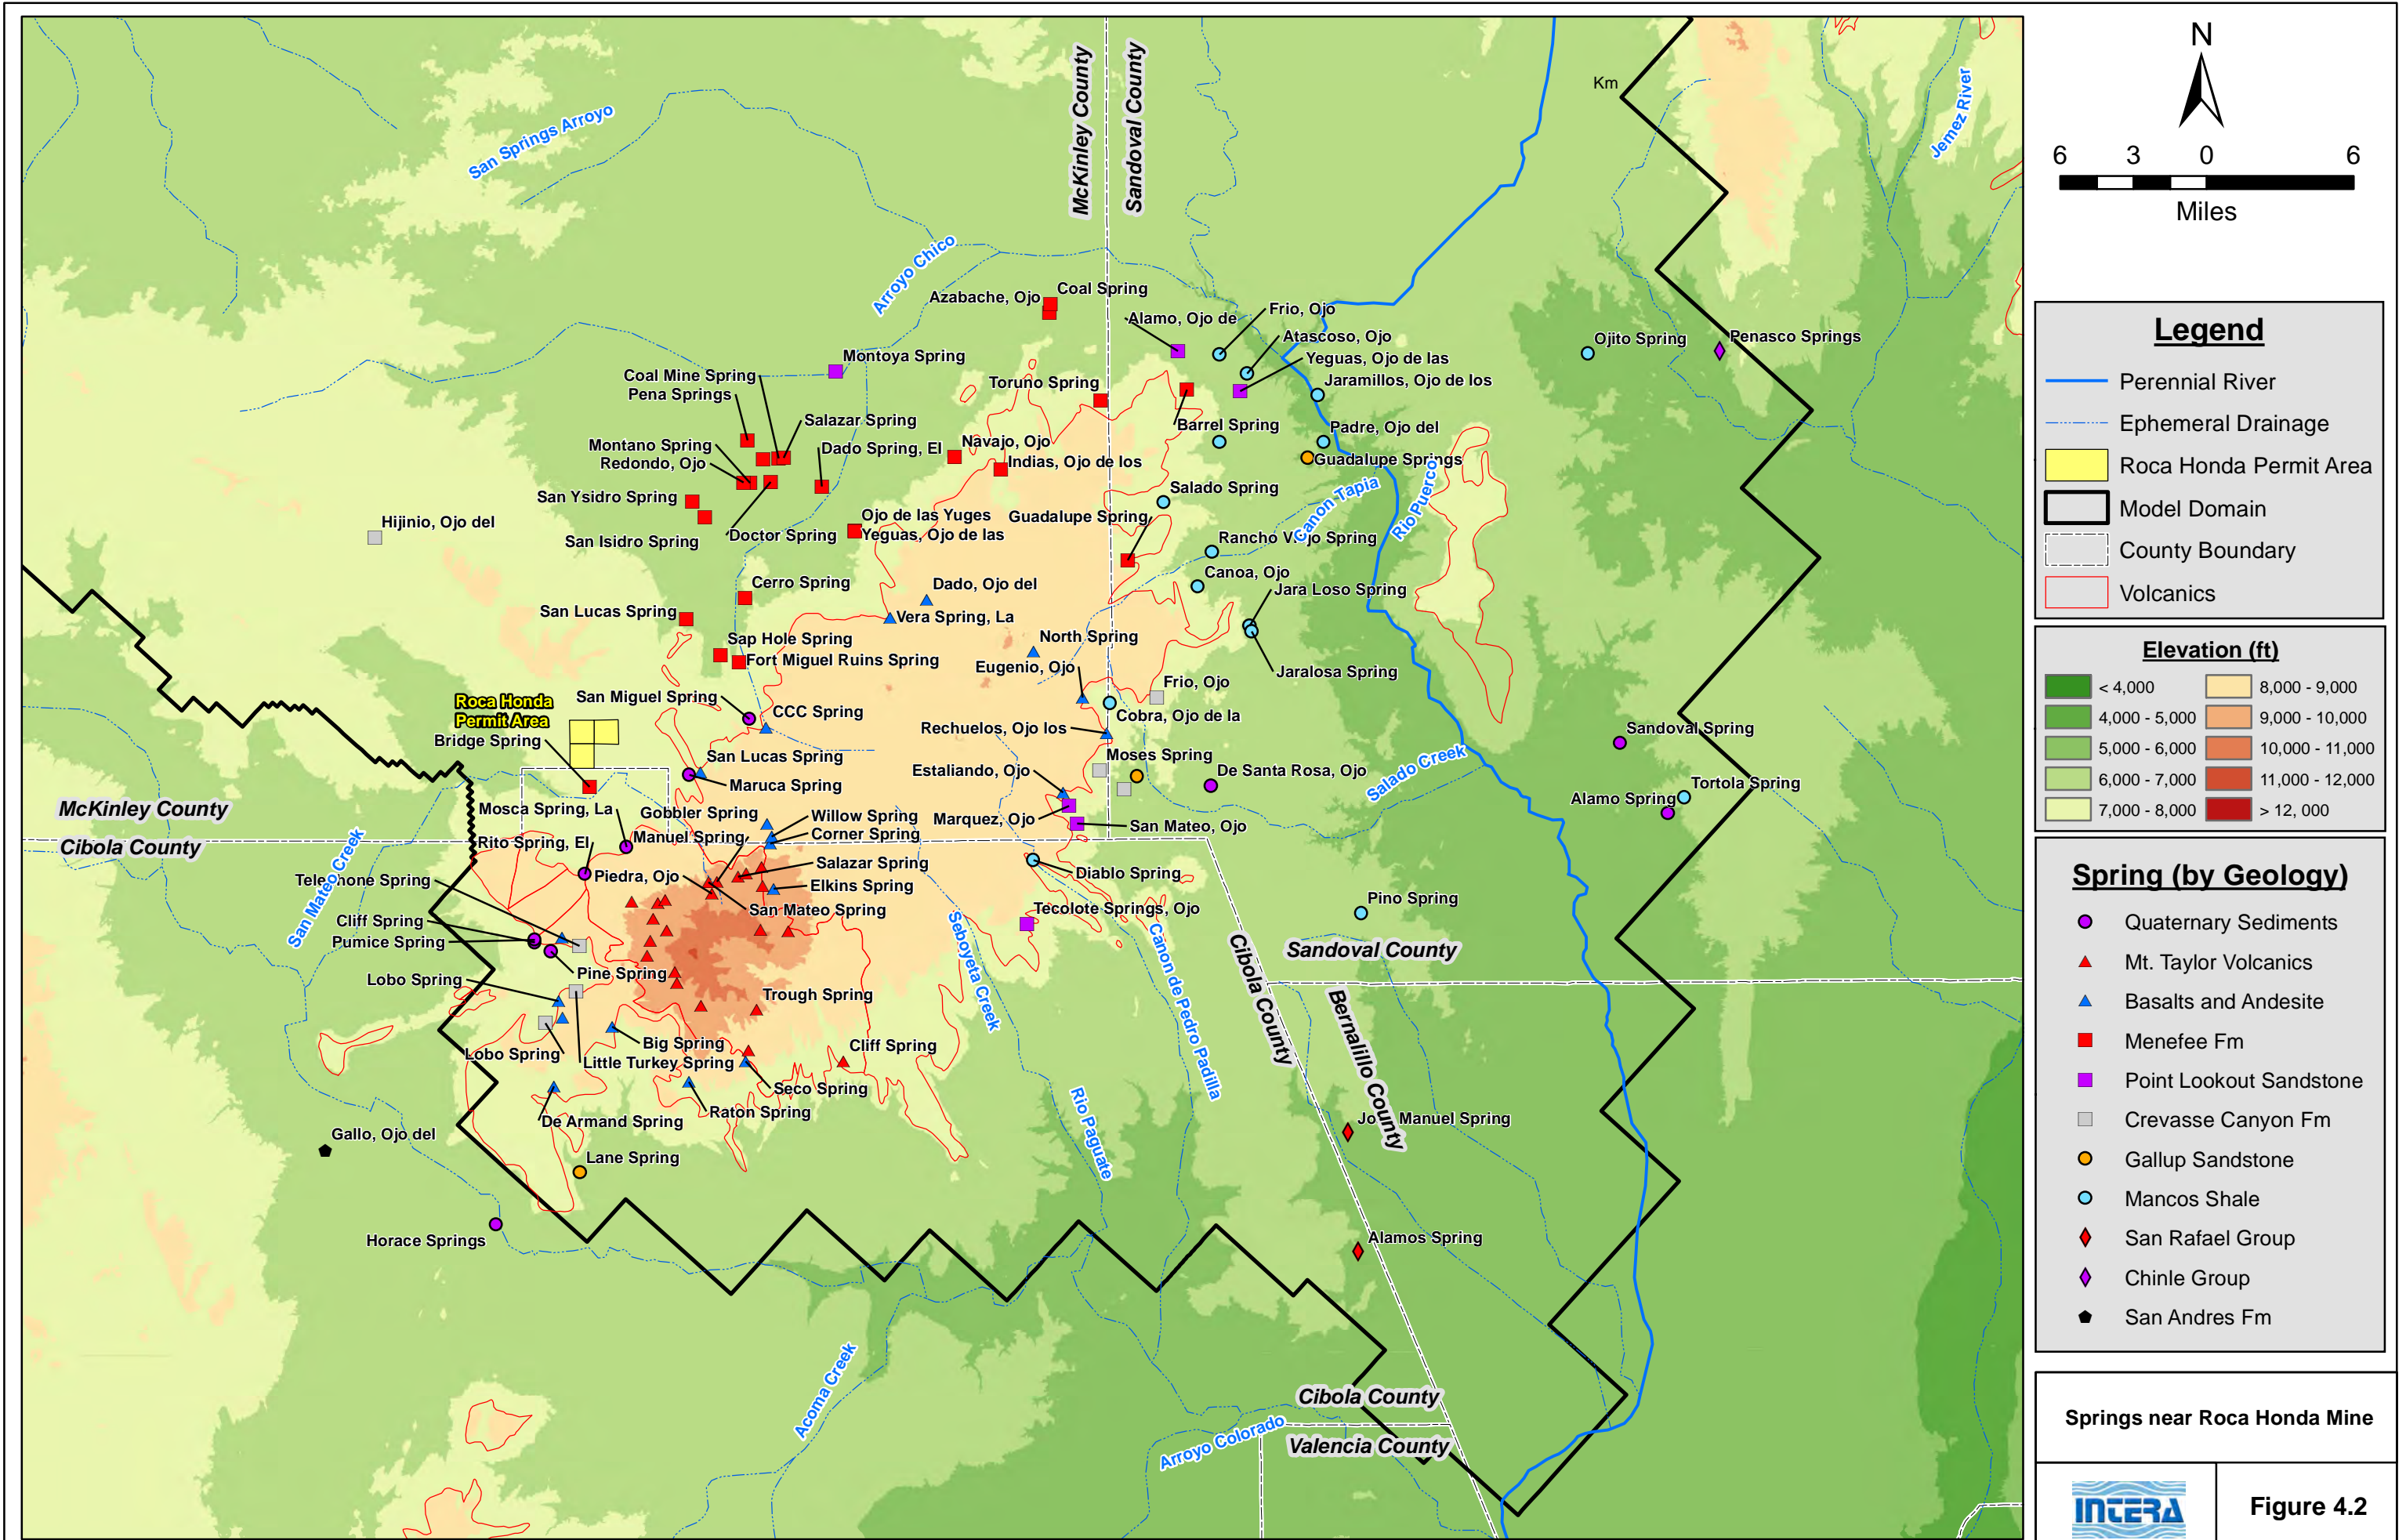 San Springs Arroyo
McKinley County
Sandoval County
Km
Jemez River
Arroyo Chico
Azabache, Ojo
Coal Spring
Alamo, Ojo de
Frio, Ojo
Atascoso, Ojo
Yeguas, Ojo de las
Jaramillos, Ojo de los
Ojito Spring
Penasco Springs
Montoya Spring
Coal Mine Spring
Pena Springs
Toruno Spring
Salazar Spring
Barrel Spring
Padre, Ojo del
Montano Spring
Dado Spring, El
Navajo, Ojo
Redondo, Ojo
Indias, Ojo de los
Guadalupe Springs
San Ysidro Spring
Salado Spring
Canon Tapia
Rio Puerco
Hijinio, Ojo del
Ojo de las Yuges
Guadalupe Spring
San Isidro Spring
Doctor Spring
Yeguas, Ojo de las
Rancho Viejo Spring
Canoa, Ojo
Cerro Spring
Dado, Ojo del
Jara Loso Spring
San Lucas Spring
Vera Spring, La
Sap Hole Spring
North Spring
Fort Miguel Ruins Spring
Eugenio, Ojo
Jaralosa Spring
Roca Honda
Permit Area
San Miguel Spring
Frio, Ojo
CCC Spring
Cobra, Ojo de la
Bridge Spring
Rechuelos, Ojo los
Sandoval Spring
San Lucas Spring
Moses Spring
Maruca Spring
Estaliando, Ojo
De Santa Rosa, Ojo
Salado Creek
Tortola Spring
Alamo Spring
McKinley County
Mosca Spring, La
Gobbler Spring
Willow Spring
Marquez, Ojo
Cibola County
Rito Spring, El
Manuel Spring
Corner Spring
San Mateo, Ojo
San Mateo Creek
Telephone Spring
Piedra, Ojo
Salazar Spring
Elkins Spring
Diablo Spring
Cliff Spring
San Mateo Spring
Tecolote Springs, Ojo
Pino Spring
Pumice Spring
Seboyeta Creek
Canon de Pedro Padilla
Cibola County
Sandoval County
Pine Spring
Lobo Spring
Trough Spring
Bernalillo County
Big Spring
Lobo Spring
Little Turkey Spring
Cliff Spring
Seco Spring
Rio Paguate
De Armand Spring
Raton Spring
Gallo, Ojo del
Manuel Spring
Lane Spring
Horace Springs
Alamos Spring
Acoma Creek
Cibola County
Arroyo Colorado
Valencia County
N
6 3 0 6
Miles
Legend
Perennial River
Ephemeral Drainage
Roca Honda Permit Area
Model Domain
County Boundary
Volcanics
Elevation (ft)
< 4,000
4,000 - 5,000
5,000 - 6,000
6,000 - 7,000
7,000 - 8,000
8,000 - 9,000
9,000 - 10,000
10,000 - 11,000
11,000 - 12,000
> 12, 000
Spring (by Geology)
Quaternary Sediments
Mt. Taylor Volcanics
Basalts and Andesite
Menefee Fm
Point Lookout Sandstone
Crevasse Canyon Fm
Gallup Sandstone
Mancos Shale
San Rafael Group
Chinle Group
San Andres Fm
Springs near Roca Honda Mine
INTERA
Figure 4.2